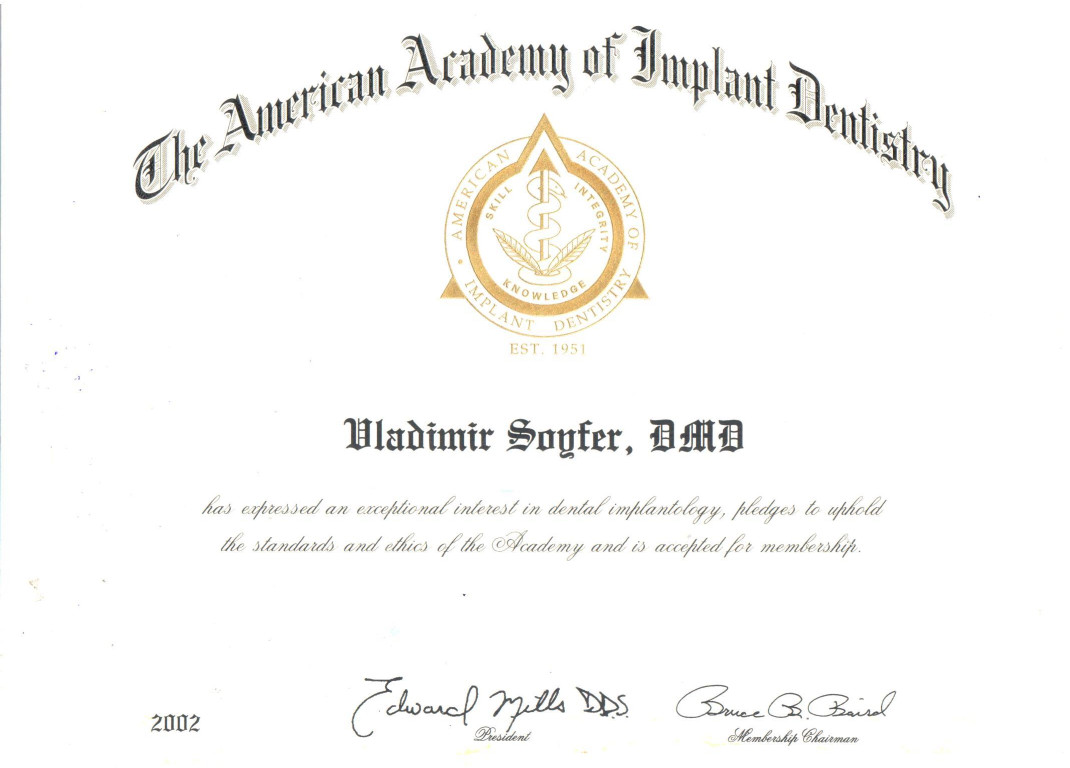 The American Academy of Implant Dentistry
AMERICAN ACADEMY OF
IMPLANT DENTISTRY
SKILL INTEGRITY
KNOWLEDGE
EST. 1951
Vladimir Soyfer, DMD
has expressed an exceptional interest in dental implantology, pledges to uphold
the standards and ethics of the Academy and is accepted for membership.
2002
Edward Mills DDS.
President
Bruce B. Baird
Membership Chairman